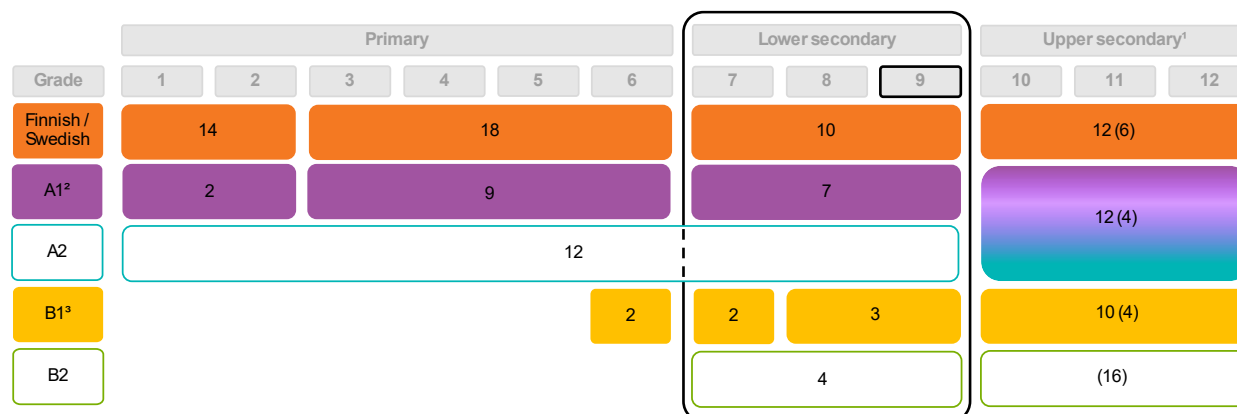 Primary Lower secondary Upper secondary¹
Grade 1 2 3 4 5 6 7 8 9 10 11 12
Finnish /
Swedish 14 18 10 12 (6)
A1² 2 9 7
12 (4)
A2 12
B1³ 2 2 3 10 (4)
B2 4 (16)